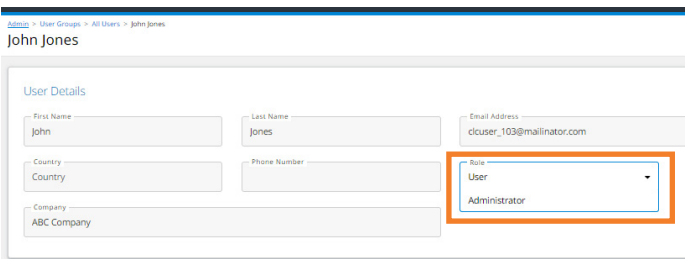 Admin > User Groups > All Users > John Jones
John Jones
User Details
First Name
John
Last Name
Jones
Email Address
clcuser_103@mailinator.com
Country
Country
Phone Number
Role
User
Administrator
Company
ABC Company